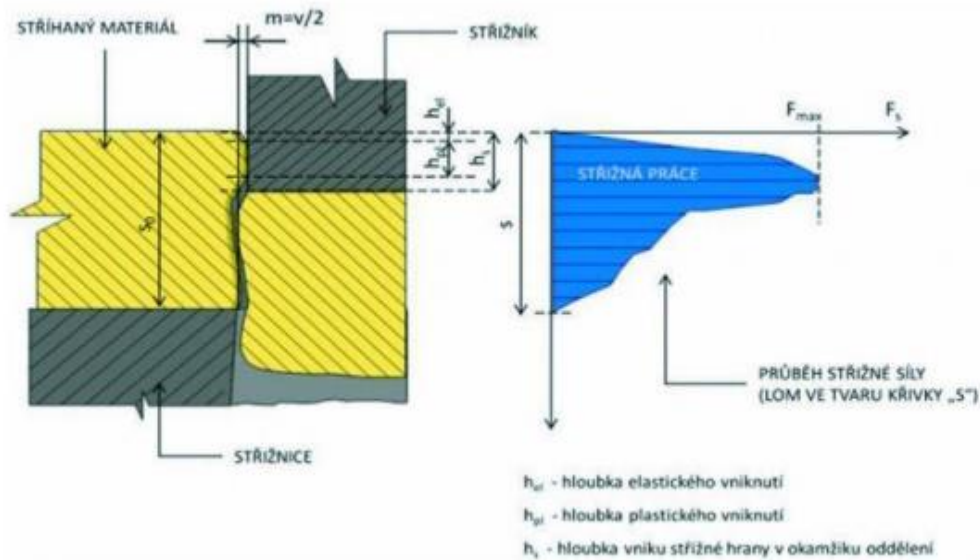 m=v/2
STŘÍHANÝ MATERIÁL
STŘIŽNÍK
h_el
h_pl
h_s
s₀
F_max
F_s
STŘIŽNÁ PRÁCE
s
PRŮBĚH STŘIŽNÉ SÍLY
(LOM VE TVARU KŘIVKY „S")
STŘIŽNICE
h_el - hloubka elastického vniknutí
h_pl - hloubka plastického vniknutí
h_s - hloubka vniku střižné hrany v okamžiku oddělení